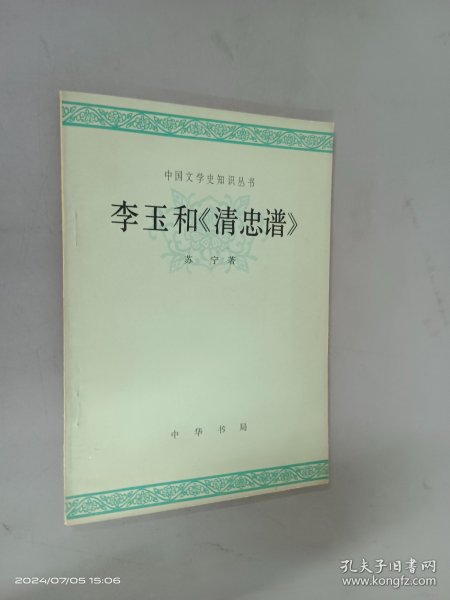 中国文学史知识丛书
李玉和《清忠谱》
苏 宁 著
中 华 书 局
2024/07/05 15:06
孔夫子旧书网
www.kongfz.com